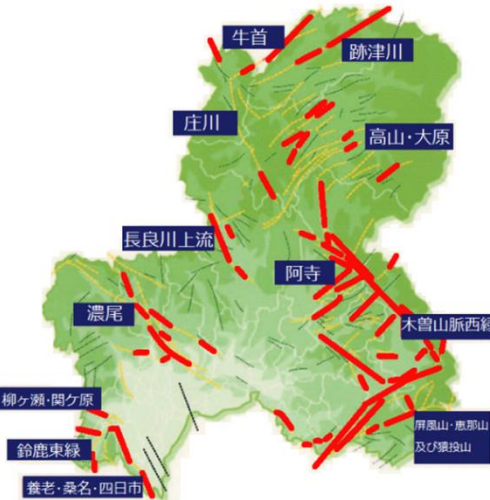 牛首
跡津川
庄川
高山・大原
長良川上流
阿寺
濃尾
木曽山脈西縁
柳ヶ瀬・関ケ原
屏風山・恵那山
及び猿投山
鈴鹿東縁
養老・桑名・四日市